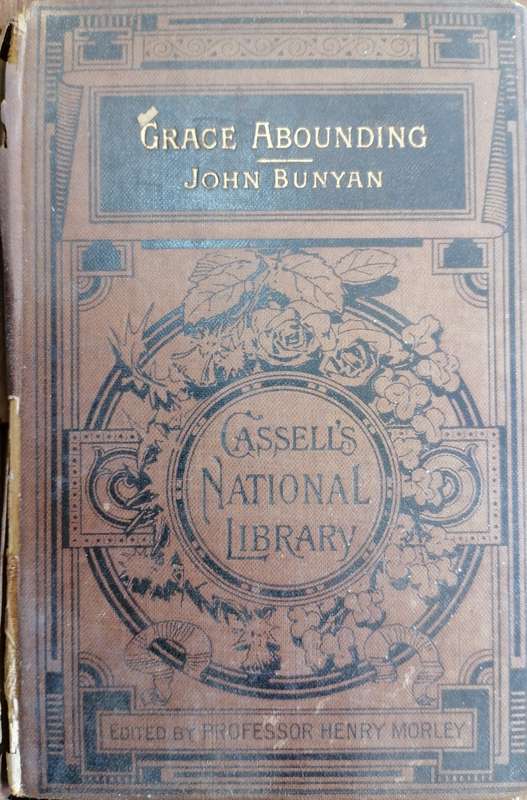 GRACE ABOUNDING
JOHN BUNYAN
CASSELL'S
NATIONAL
LIBRARY
EDITED BY PROFESSOR HENRY MORLEY